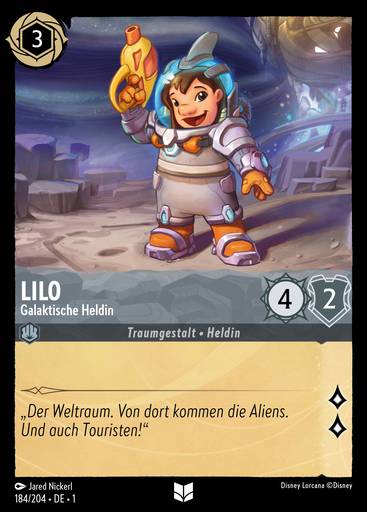 3
LILO
Galaktische Heldin
4
2
Traumgestalt • Heldin
„Der Weltraum. Von dort kommen die Aliens.
Und auch Touristen!“
Jared Nickerl
184/204 • DE • 1
Disney Lorcana ©Disney